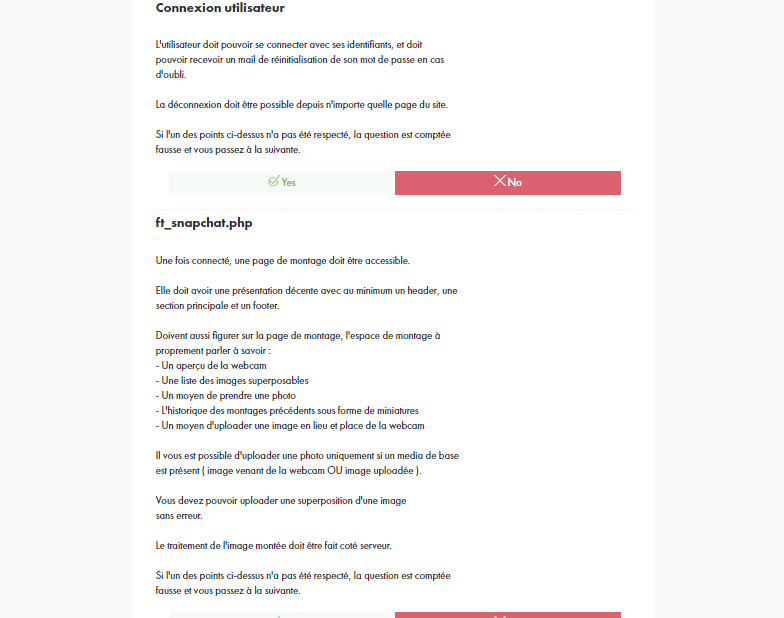 Connexion utilisateur
L'utilisateur doit pouvoir se connecter avec ses identifiants, et doit
pouvoir recevoir un mail de réinitialisation de son mot de passe en cas
d'oubli.
La déconnexion doit être possible depuis n'importe quelle page du site.
Si l'un des points ci-dessus n'a pas été respecté, la question est comptée
fausse et vous passez à la suivante.
Yes
No
ft_snapchat.php
Une fois connecté, une page de montage doit être accessible.
Elle doit avoir une présentation décente avec au minimum un header, une
section principale et un footer.
Doivent aussi figurer sur la page de montage, l'espace de montage à
proprement parler à savoir :
- Un aperçu de la webcam
- Une liste des images superposables
- Un moyen de prendre une photo
- L'historique des montages précédents sous forme de miniatures
- Un moyen d'uploader une image en lieu et place de la webcam
Il vous est possible d'uploader une photo uniquement si un media de base
est présent ( image venant de la webcam OU image uploadée ).
Vous devez pouvoir uploader une superposition d'une image
sans erreur.
Le traitement de l'image montée doit être fait coté serveur.
Si l'un des points ci-dessus n'a pas été respecté, la question est comptée
fausse et vous passez à la suivante.